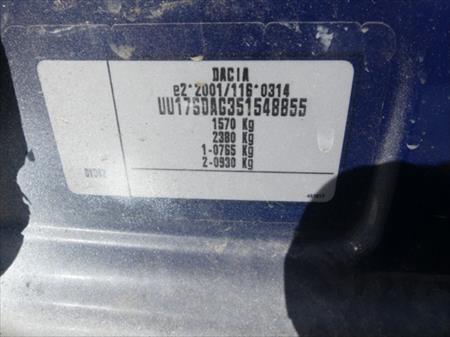 DACIA
e2*2001/116*0314
UU17SDAG351548855
1570 Kg
2380 Kg
1-0765 Kg
2-0930 Kg